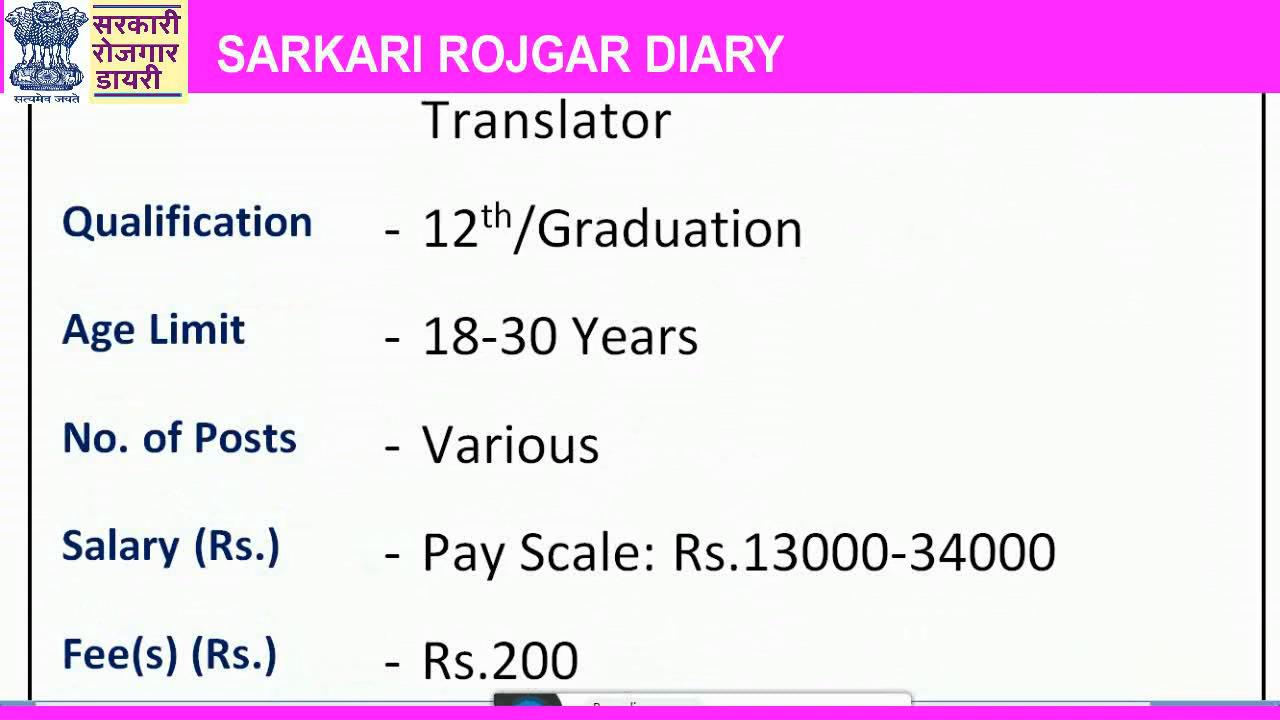 सरकारी
रोजगार
डायरी
सत्यमेव जयते
SARKARI ROJGAR DIARY
Translator
Qualification - 12th/Graduation
Age Limit - 18-30 Years
No. of Posts - Various
Salary (Rs.) - Pay Scale: Rs.13000-34000
Fee(s) (Rs.) - Rs.200